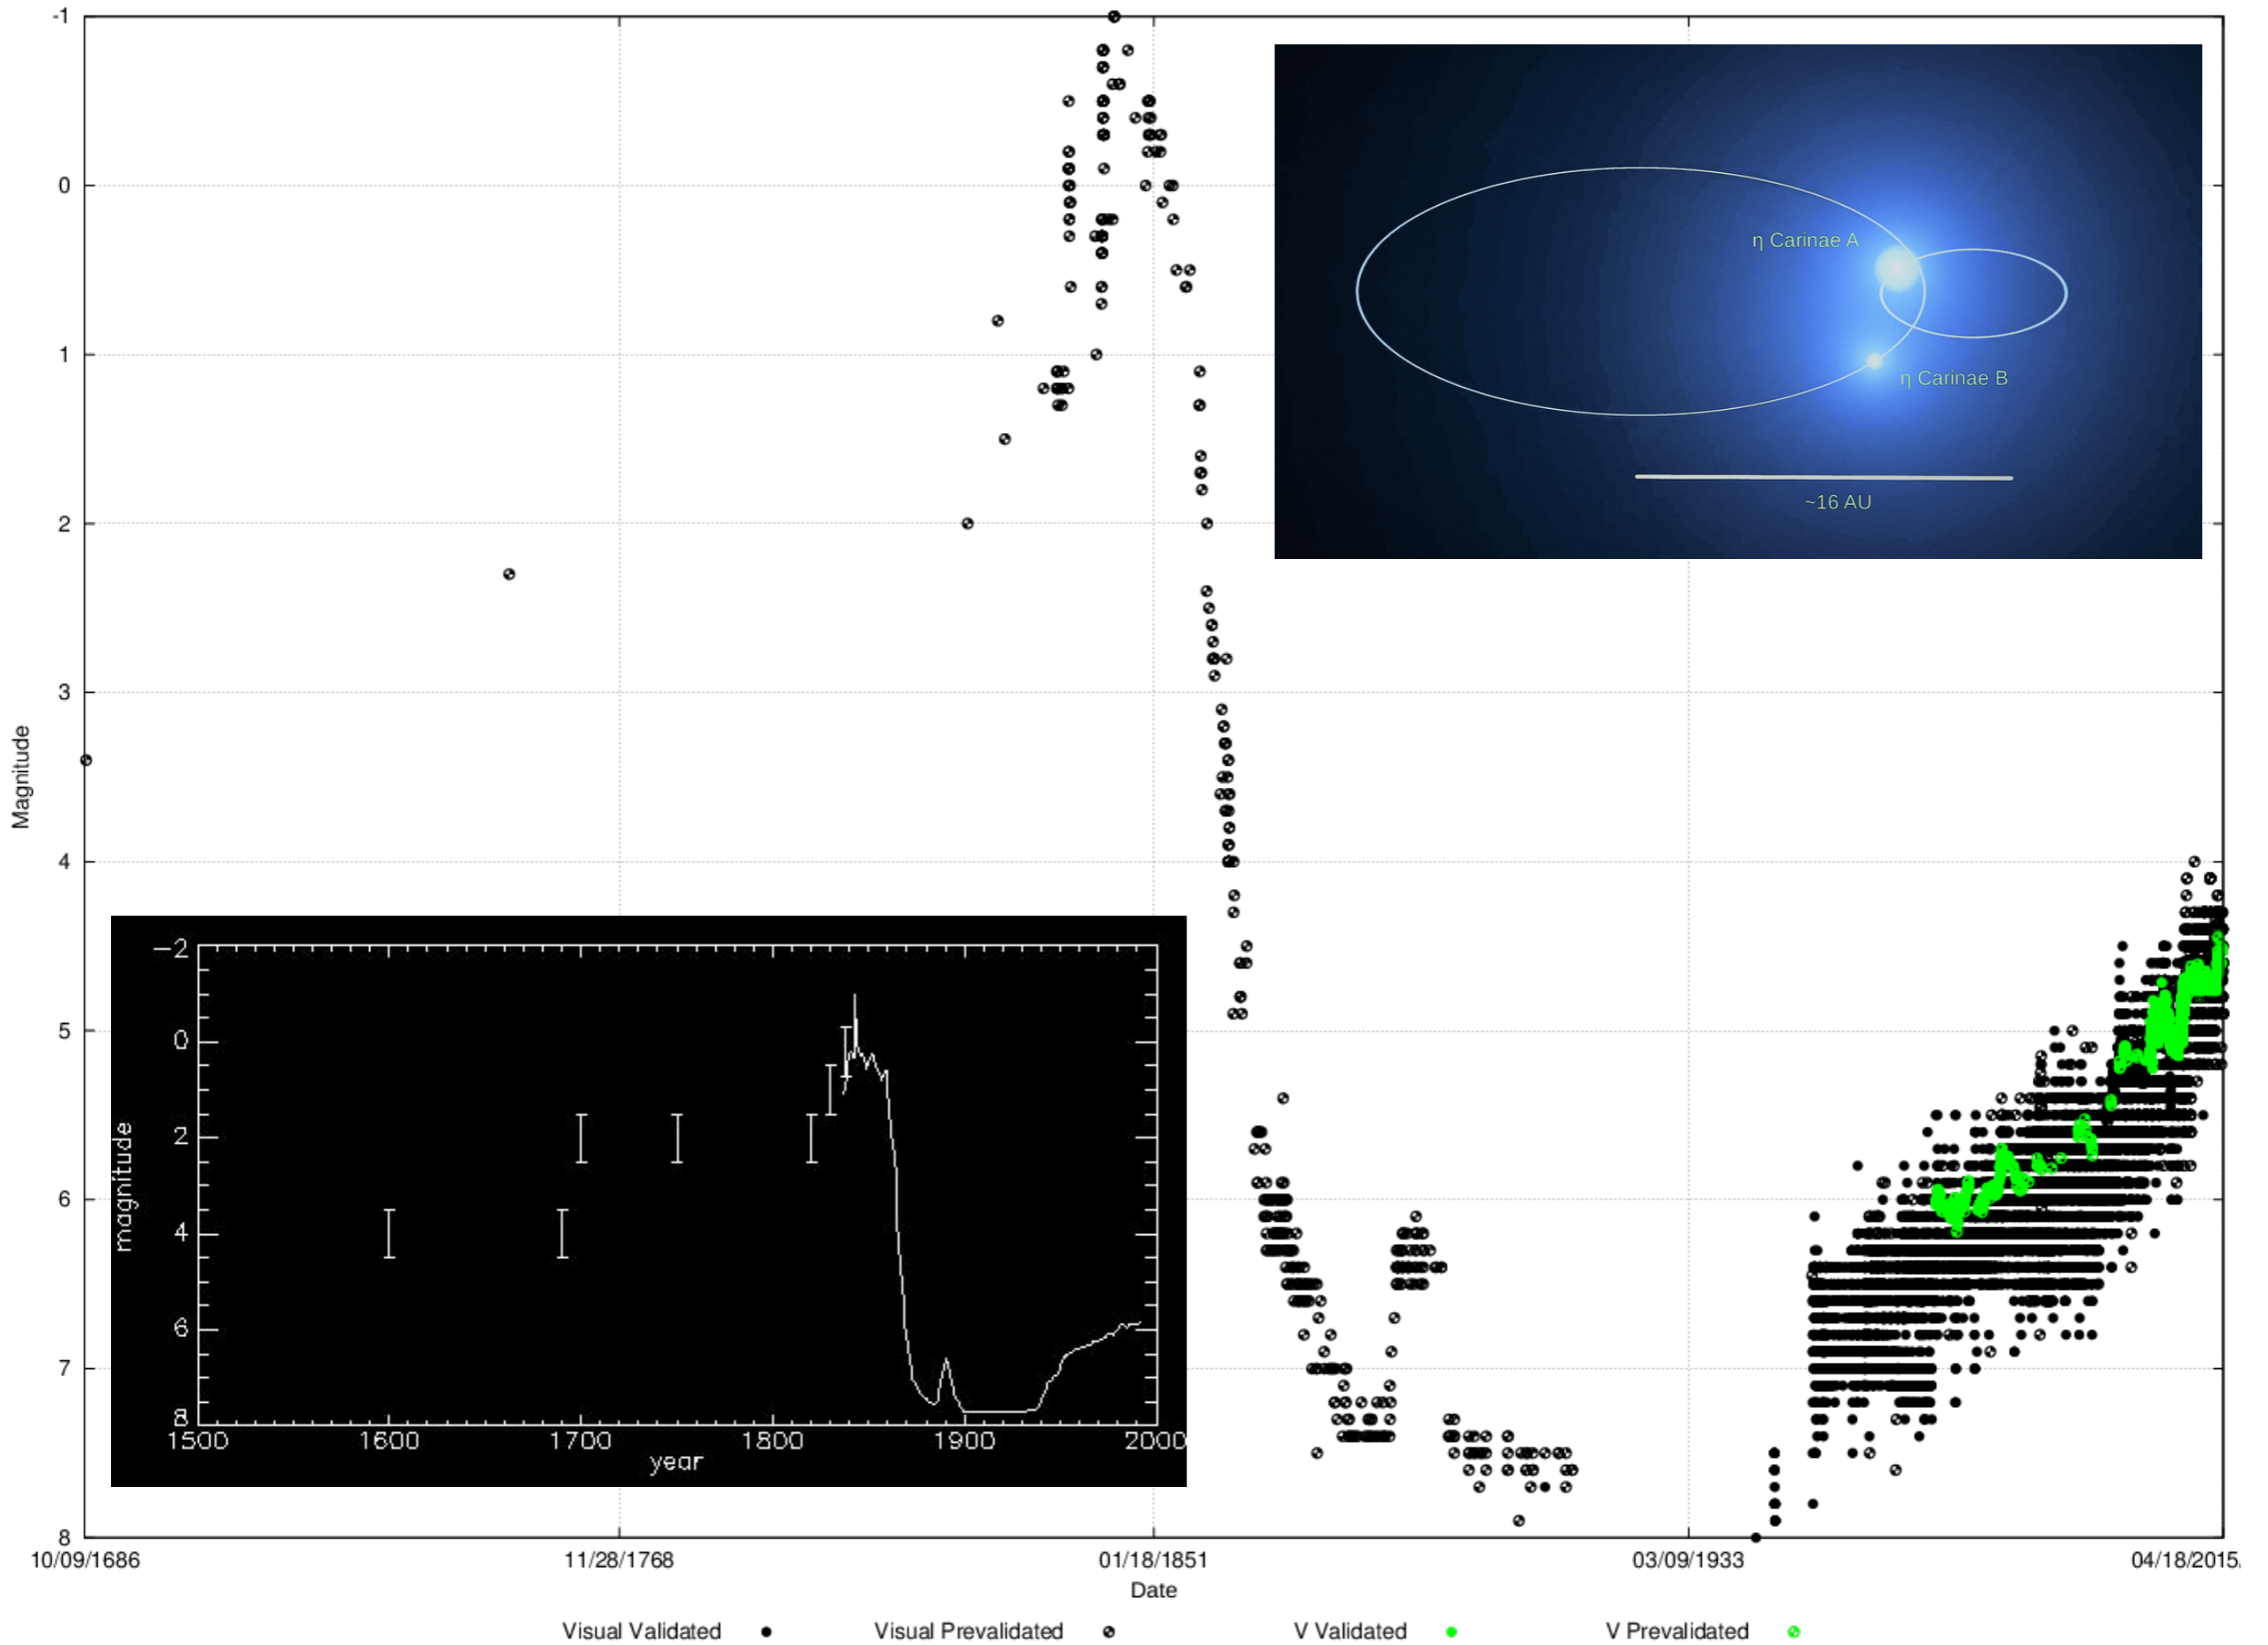 -1
0
1
2
3
4
5
6
7
8
Magnitude
η Carinae A
η Carinae B
~16 AU
−2
0
2
4
6
8
magnitude
1500 1600 1700 1800 1900 2000
year
10/09/1686 11/28/1768 01/18/1851 03/09/1933 04/18/2015.
Date
Visual Validated Visual Prevalidated V Validated V Prevalidated